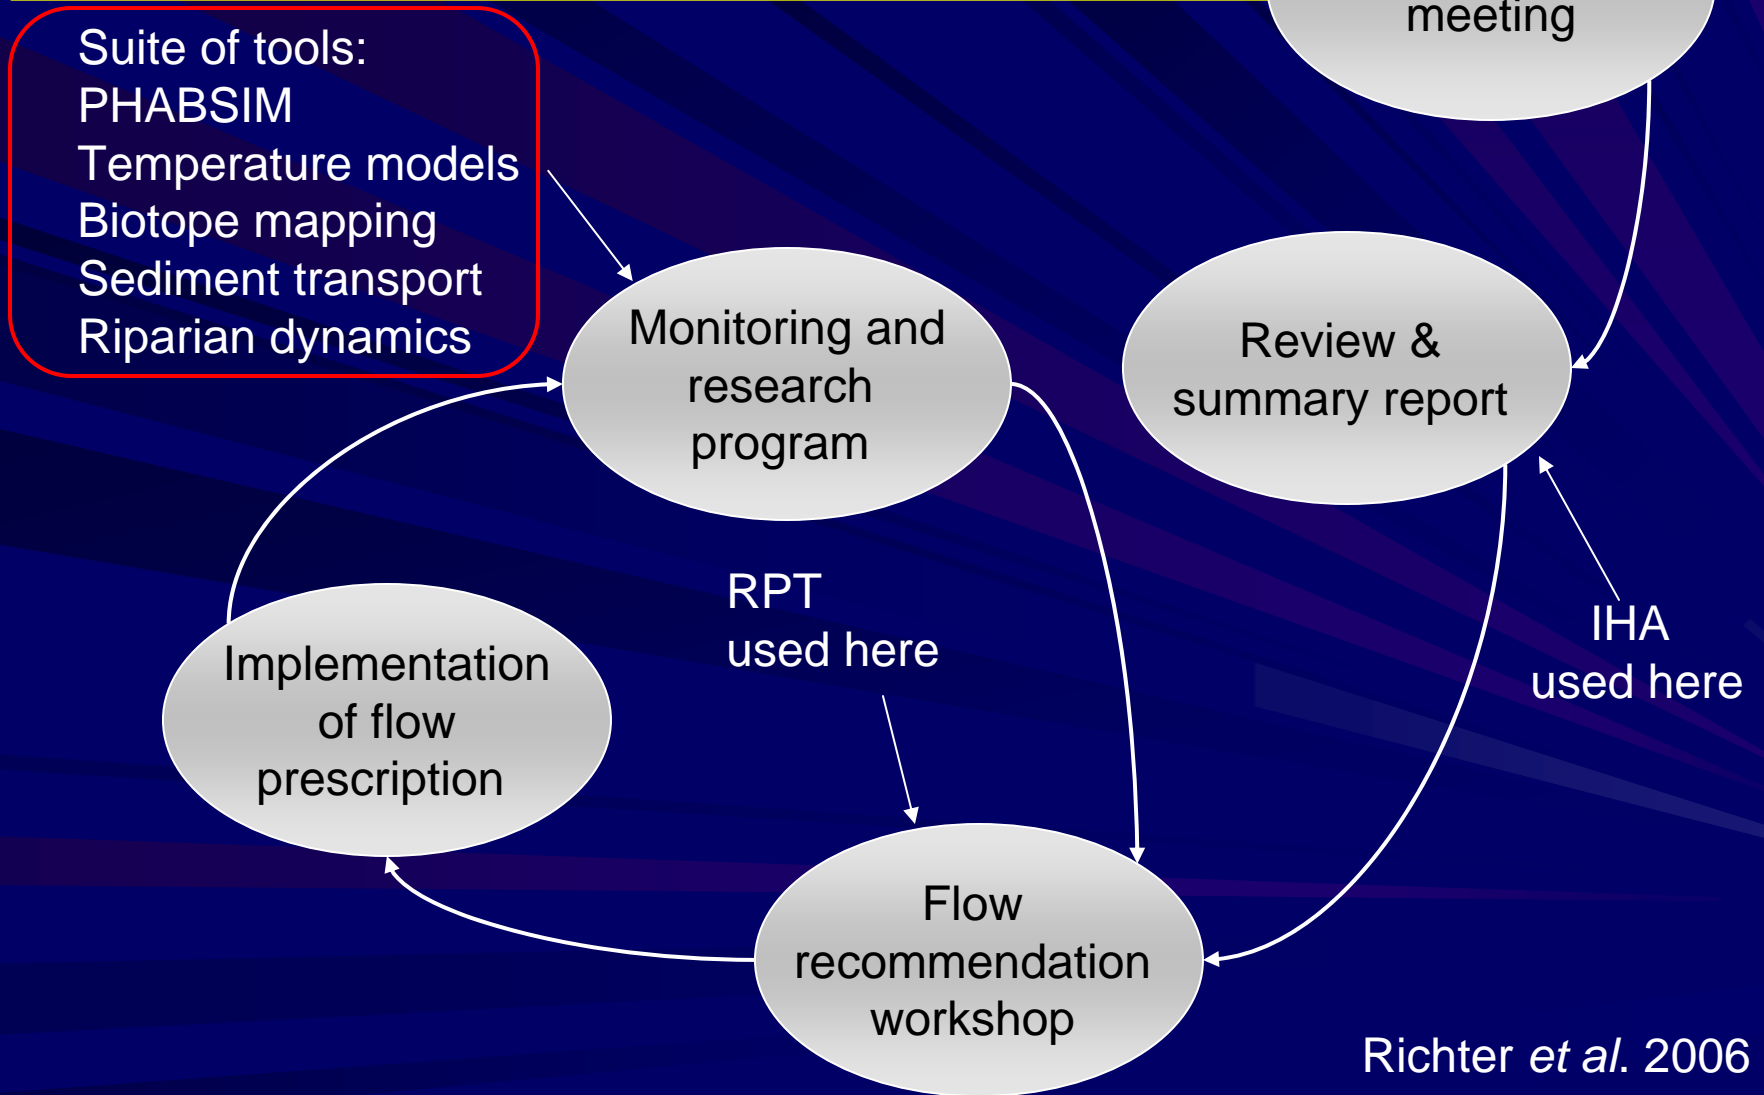 meeting
Suite of tools:
PHABSIM
Temperature models
Biotope mapping
Sediment transport
Riparian dynamics
Monitoring and
research
program
Review &
summary report
RPT
used here
IHA
used here
Implementation
of flow
prescription
Flow
recommendation
workshop
Richter et al. 2006